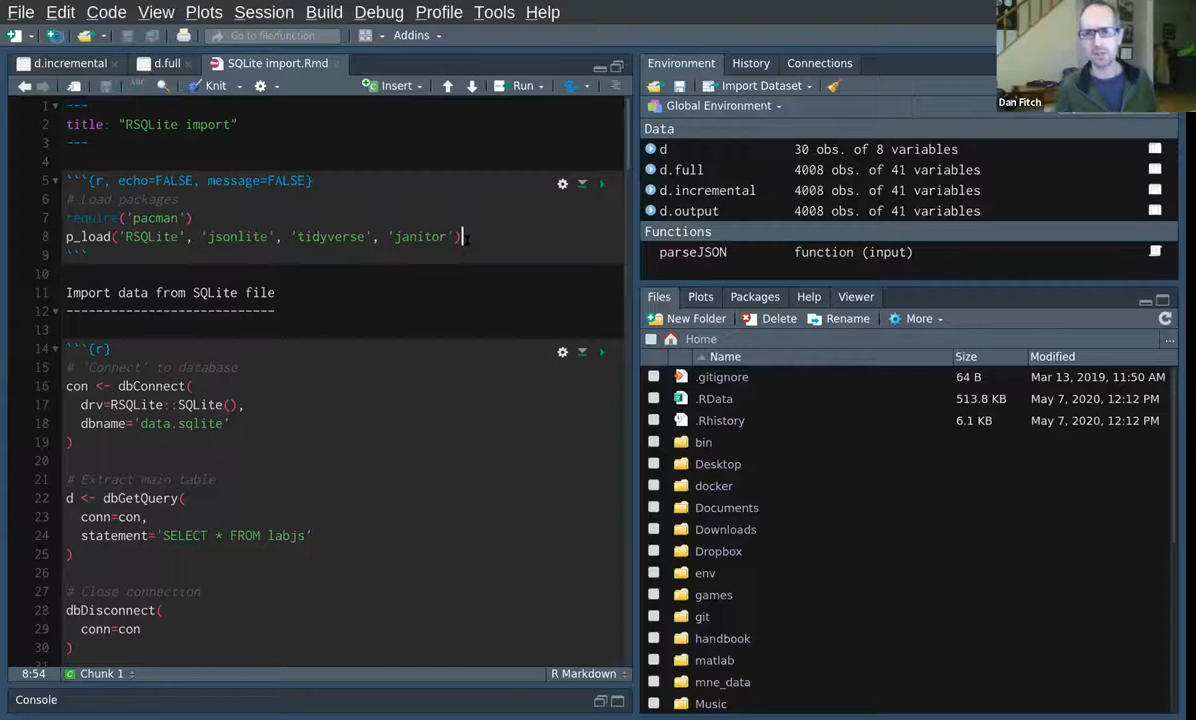 File Edit Code View Plots Session Build Debug Profile Tools Help
Go to file/function Addins
d.incremental d.full SQLite import.Rmd
ABC Knit Insert Run
1 ---
2 title: "RSQLite import"
3 ---
4
5 ```{r, echo=FALSE, message=FALSE}
6 # Load packages
7 require('pacman')
8 p_load('RSQLite', 'jsonlite', 'tidyverse', 'janitor')
9 ```
10
11 Import data from SQLite file
12 ----------------------------
13
14 ```{r}
15 # 'Connect' to database
16 con <- dbConnect(
17 drv=RSQLite::SQLite(),
18 dbname='data.sqlite'
19 )
20
21 # Extract main table
22 d <- dbGetQuery(
23 conn=con,
24 statement='SELECT * FROM labjs'
25 )
26
27 # Close connection
28 dbDisconnect(
29 conn=con
30 )
8:54 Chunk 1 R Markdown
Console
Environment History Connections
Import Dataset
Global Environment
Data
d 30 obs. of 8 variables
d.full 4008 obs. of 41 variables
d.incremental 4008 obs. of 41 variables
d.output 4008 obs. of 41 variables
Functions
parseJSON function (input)
Files Plots Packages Help Viewer
New Folder Delete Rename More
Home ...
Name Size Modified
.gitignore 64 B Mar 13, 2019, 11:50 AM
.RData 513.8 KB May 7, 2020, 12:12 PM
.Rhistory 6.1 KB May 7, 2020, 12:12 PM
bin
Desktop
docker
Documents
Downloads
Dropbox
env
games
git
handbook
matlab
mne_data
Music
Dan Fitch